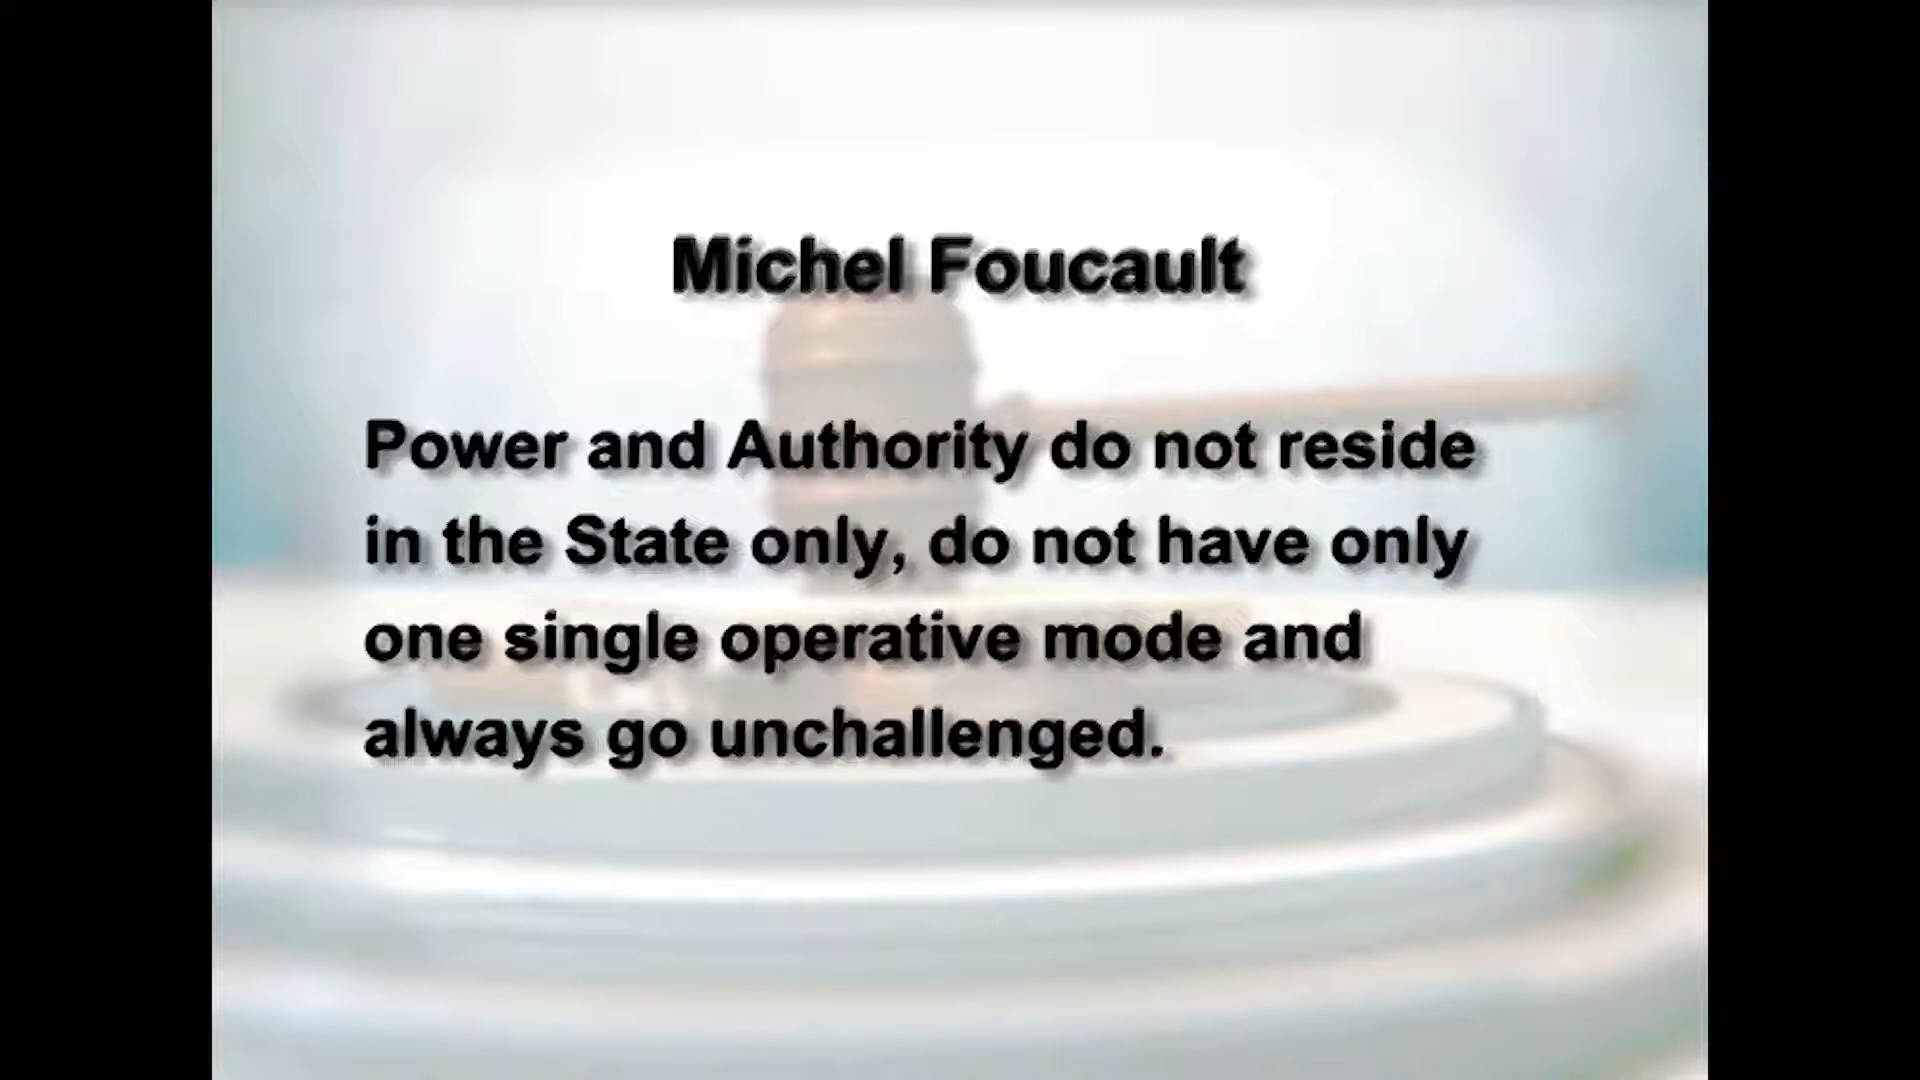 Michel Foucault
Power and Authority do not reside
in the State only, do not have only
one single operative mode and
always go unchallenged.